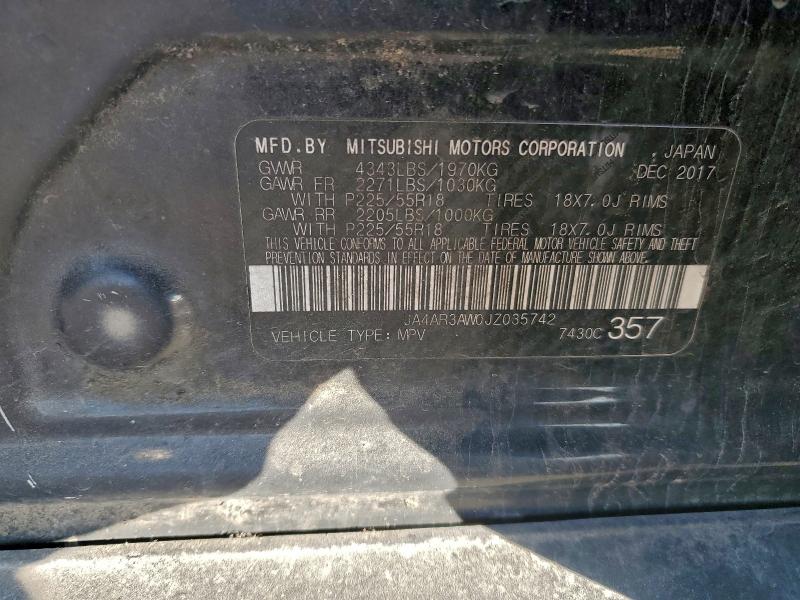 MFD. BY MITSUBISHI MOTORS CORPORATION , JAPAN
GVWR 4343LBS/1970KG DEC 2017
GAWR FR 2271LBS/1030KG
WITH P225/55R18 TIRES 18X7.0J RIMS
GAWR RR 2205LBS/1000KG
WITH P225/55R18 TIRES 18X7.0J RIMS
THIS VEHICLE CONFORMS TO ALL APPLICABLE FEDERAL MOTOR VEHICLE SAFETY AND THEFT
PREVENTION STANDARDS IN EFFECT ON THE DATE OF MANUFACTURE SHOWN ABOVE.
JA4AR3AW0JZ035742
VEHICLE TYPE: MPV 7430C 357